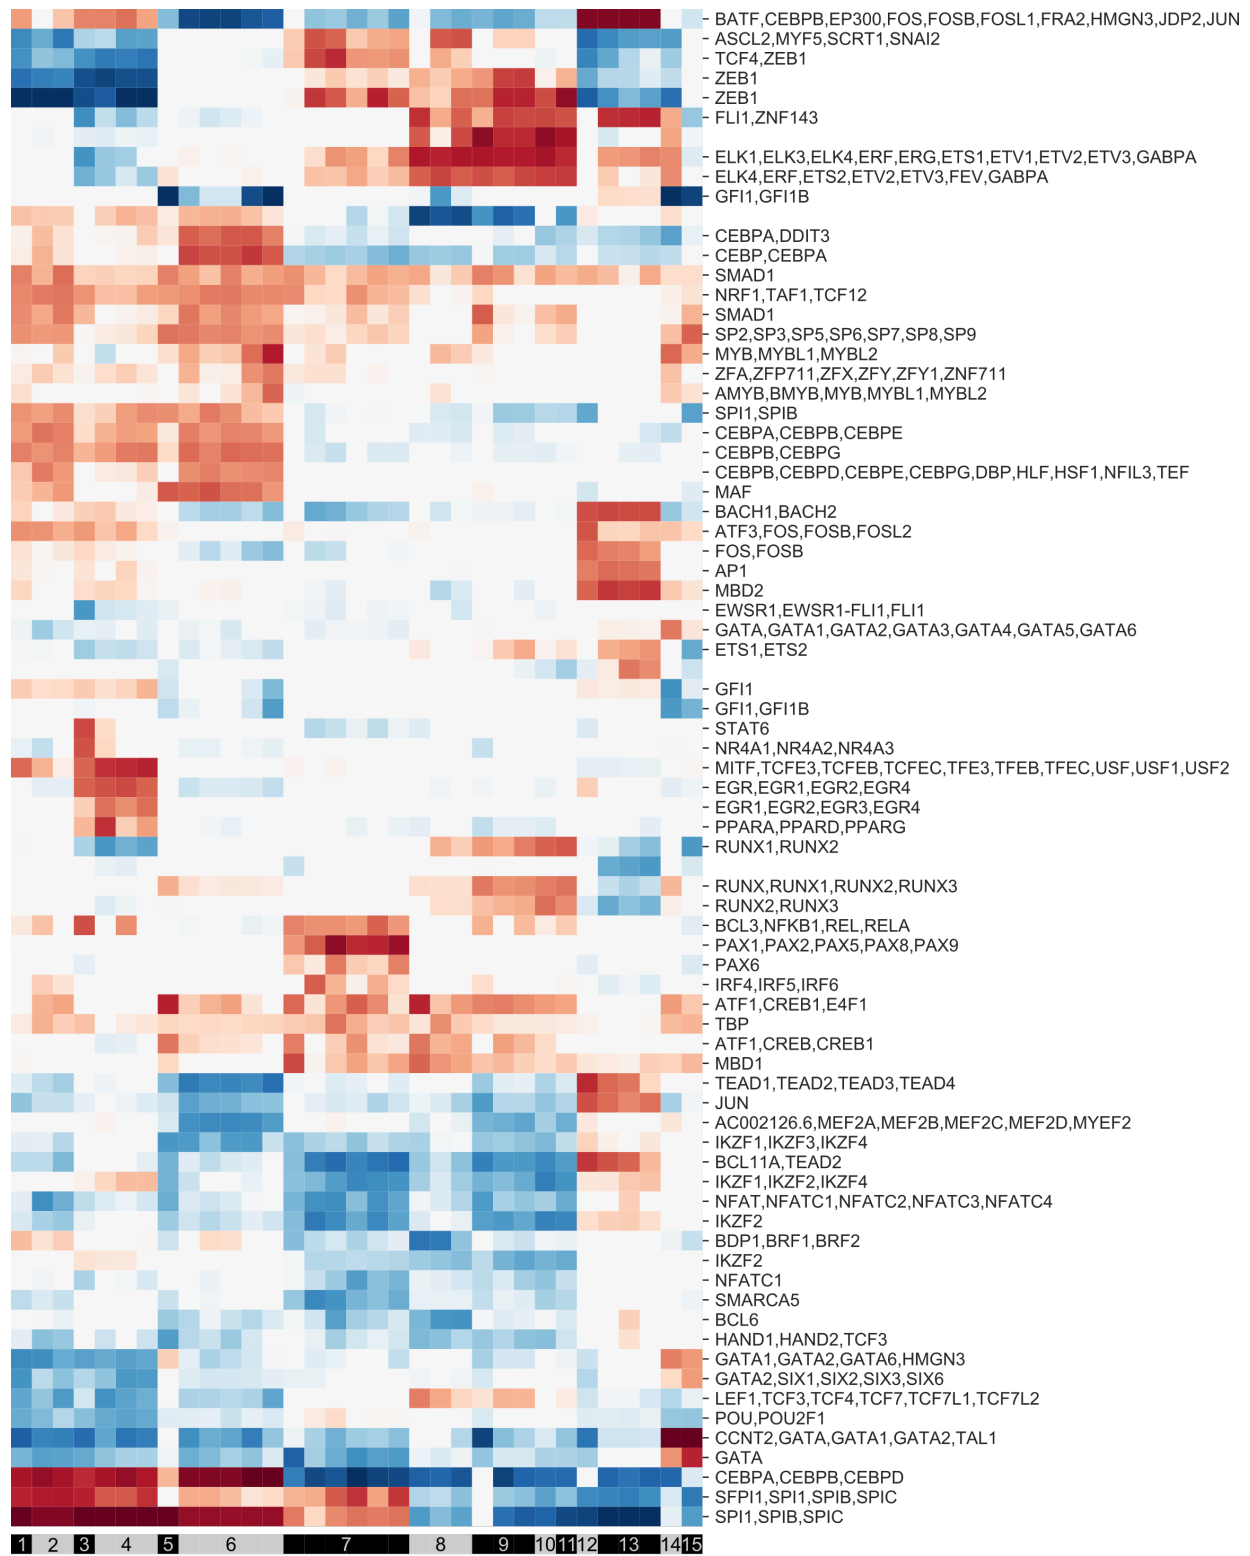 BATF,CEBPB,EP300,FOS,FOSB,FOSL1,FRA2,HMGN3,JDP2,JUN
ASCL2,MYF5,SCRT1,SNAI2
TCF4,ZEB1
ZEB1
ZEB1
FLI1,ZNF143
ELK1,ELK3,ELK4,ERF,ERG,ETS1,ETV1,ETV2,ETV3,GABPA
ELK4,ERF,ETS2,ETV2,ETV3,FEV,GABPA
GFI1,GFI1B
CEBPA,DDIT3
CEBP,CEBPA
SMAD1
NRF1,TAF1,TCF12
SMAD1
SP2,SP3,SP5,SP6,SP7,SP8,SP9
MYB,MYBL1,MYBL2
ZFA,ZFP711,ZFX,ZFY,ZFY1,ZNF711
AMYB,BMYB,MYB,MYBL1,MYBL2
SPI1,SPIB
CEBPA,CEBPB,CEBPE
CEBPB,CEBPG
CEBPB,CEBPD,CEBPE,CEBPG,DBP,HLF,HSF1,NFIL3,TEF
MAF
BACH1,BACH2
ATF3,FOS,FOSB,FOSL2
FOS,FOSB
AP1
MBD2
EWSR1,EWSR1-FLI1,FLI1
GATA,GATA1,GATA2,GATA3,GATA4,GATA5,GATA6
ETS1,ETS2
GFI1
GFI1,GFI1B
STAT6
NR4A1,NR4A2,NR4A3
MITF,TCFE3,TCFEB,TCFEC,TFE3,TFEB,TFEC,USF,USF1,USF2
EGR,EGR1,EGR2,EGR4
EGR1,EGR2,EGR3,EGR4
PPARA,PPARD,PPARG
RUNX1,RUNX2
RUNX,RUNX1,RUNX2,RUNX3
RUNX2,RUNX3
BCL3,NFKB1,REL,RELA
PAX1,PAX2,PAX5,PAX8,PAX9
PAX6
IRF4,IRF5,IRF6
ATF1,CREB1,E4F1
TBP
ATF1,CREB,CREB1
MBD1
TEAD1,TEAD2,TEAD3,TEAD4
JUN
AC002126.6,MEF2A,MEF2B,MEF2C,MEF2D,MYEF2
IKZF1,IKZF3,IKZF4
BCL11A,TEAD2
IKZF1,IKZF2,IKZF4
NFAT,NFATC1,NFATC2,NFATC3,NFATC4
IKZF2
BDP1,BRF1,BRF2
IKZF2
NFATC1
SMARCA5
BCL6
HAND1,HAND2,TCF3
GATA1,GATA2,GATA6,HMGN3
GATA2,SIX1,SIX2,SIX3,SIX6
LEF1,TCF3,TCF4,TCF7,TCF7L1,TCF7L2
POU,POU2F1
CCNT2,GATA,GATA1,GATA2,TAL1
GATA
CEBPA,CEBPB,CEBPD
SFPI1,SPI1,SPIB,SPIC
SPI1,SPIB,SPIC
1 2 3 4 5 6 7 8 9 10 11 12 13 14 15